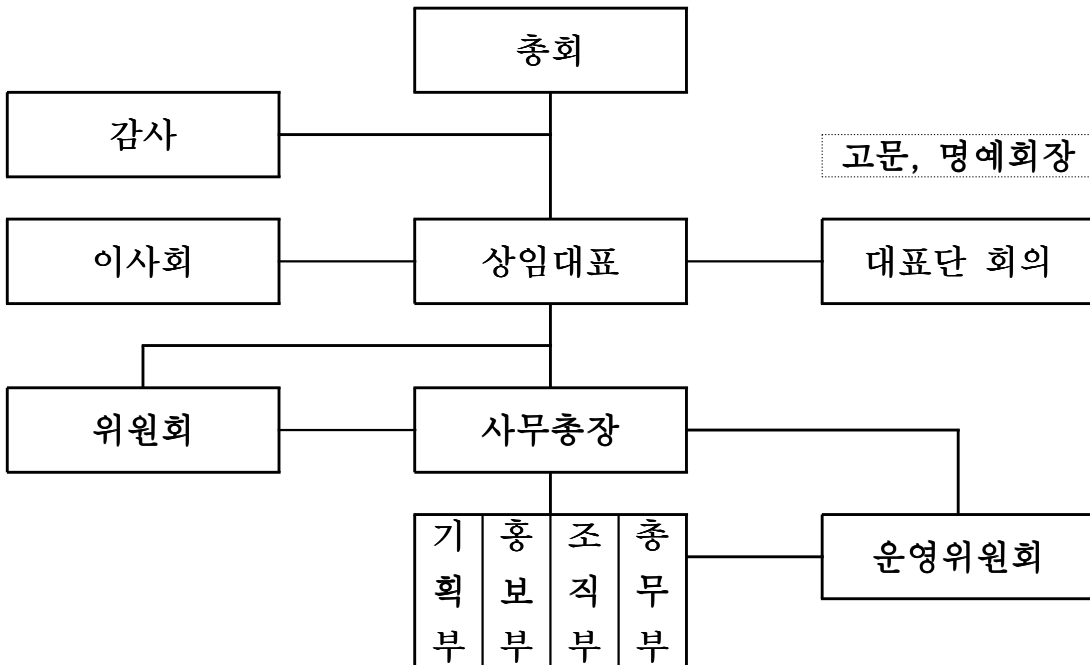 총회
감사
고문, 명예회장
이사회
상임대표
대표단 회의
위원회
사무총장
기획부
홍보부
조직부
총무부
운영위원회